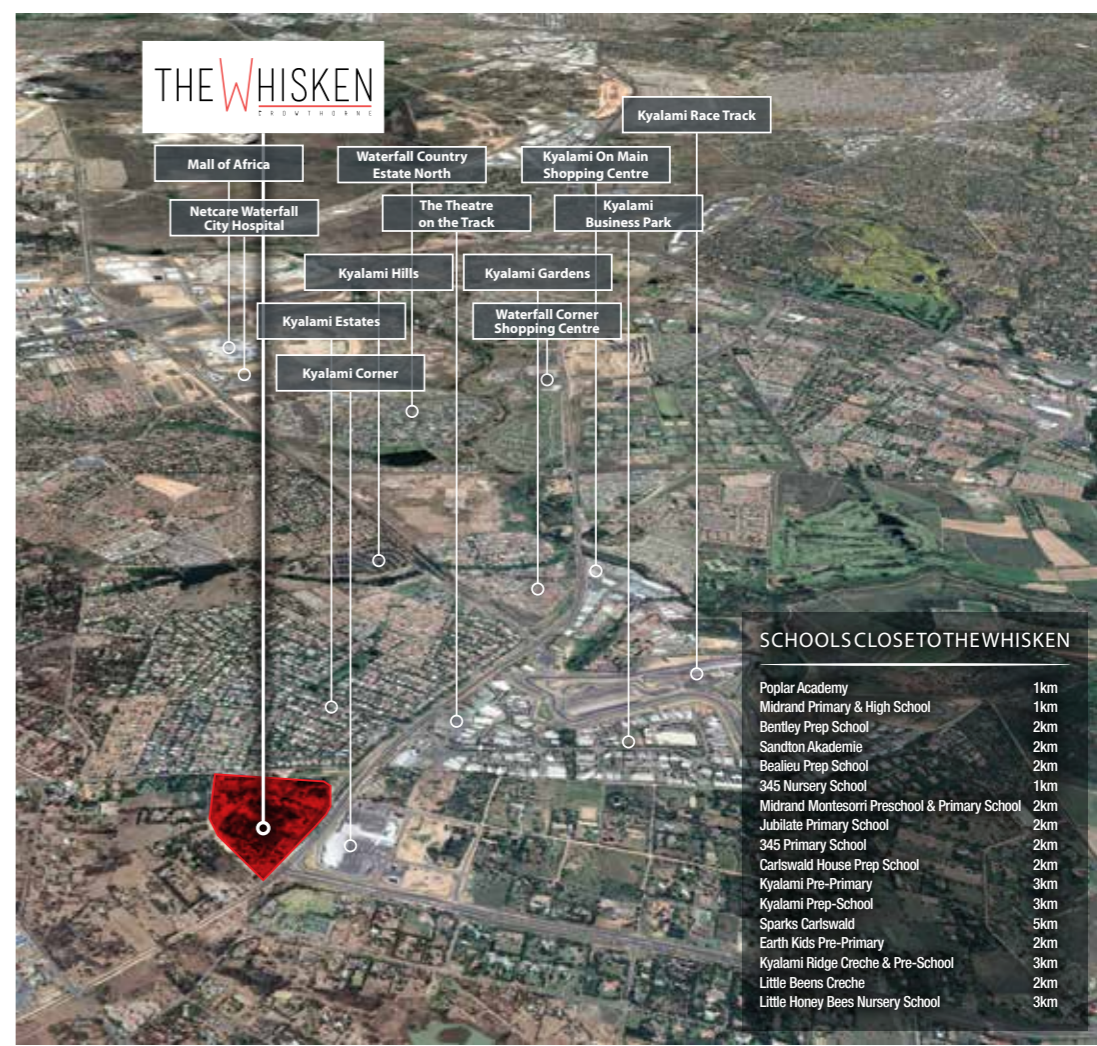 THE WHISKEN
CROWTHORNE
Kyalami Race Track
Mall of Africa
Waterfall Country
Estate North
Kyalami On Main
Shopping Centre
Netcare Waterfall
City Hospital
The Theatre
on the Track
Kyalami
Business Park
Kyalami Hills
Kyalami Gardens
Kyalami Estates
Waterfall Corner
Shopping Centre
Kyalami Corner
SCHOOLS CLOSE TO THE WHISKEN
Poplar Academy 1km
Midrand Primary & High School 1km
Bentley Prep School 2km
Sandton Akademie 2km
Bealieu Prep School 2km
345 Nursery School 1km
Midrand Montesorri Preschool & Primary School 2km
Jubilate Primary School 2km
345 Primary School 2km
Carlswald House Prep School 2km
Kyalami Pre-Primary 3km
Kyalami Prep-School 3km
Sparks Carlswald 5km
Earth Kids Pre-Primary 2km
Kyalami Ridge Creche & Pre-School 3km
Little Beens Creche 2km
Little Honey Bees Nursery School 3km